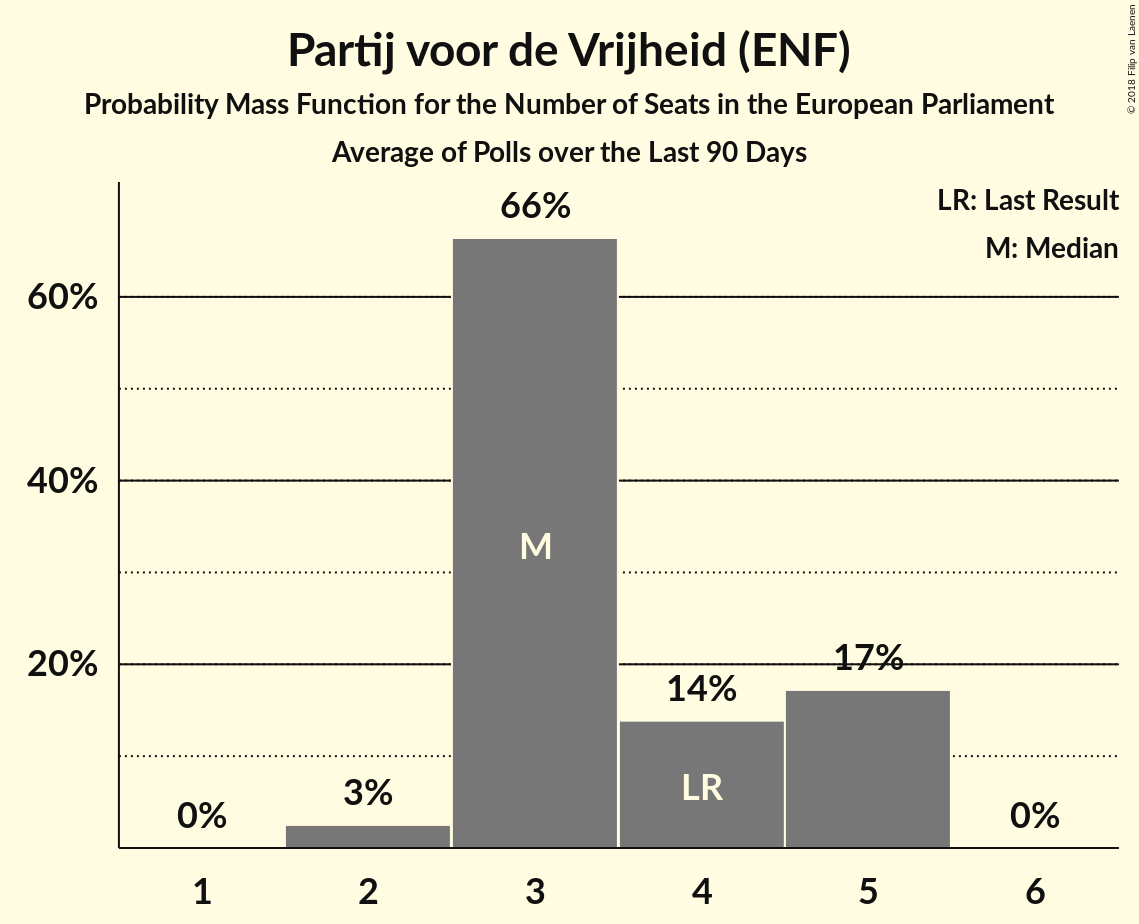 Partij voor de Vrijheid (ENF)
Probability Mass Function for the Number of Seats in the European Parliament
Average of Polls over the Last 90 Days
© 2018 Filip van Laenen
LR: Last Result
M: Median
66%
60%
40%
20%
M
17%
14%
LR
3%
0%
0%
1 2 3 4 5 6